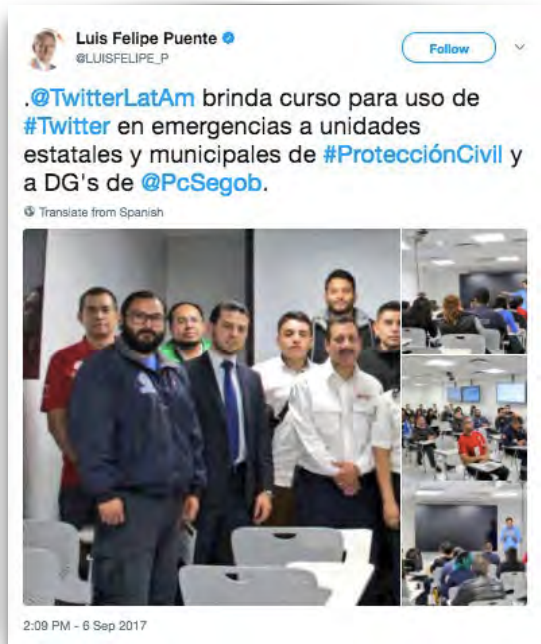 Luis Felipe Puente
@LUISFELIPE_P
Follow
.@TwitterLatAm brinda curso para uso de
#Twitter en emergencias a unidades
estatales y municipales de #ProtecciónCivil y
a DG's de @PcSegob.
Translate from Spanish
2:09 PM - 6 Sep 2017